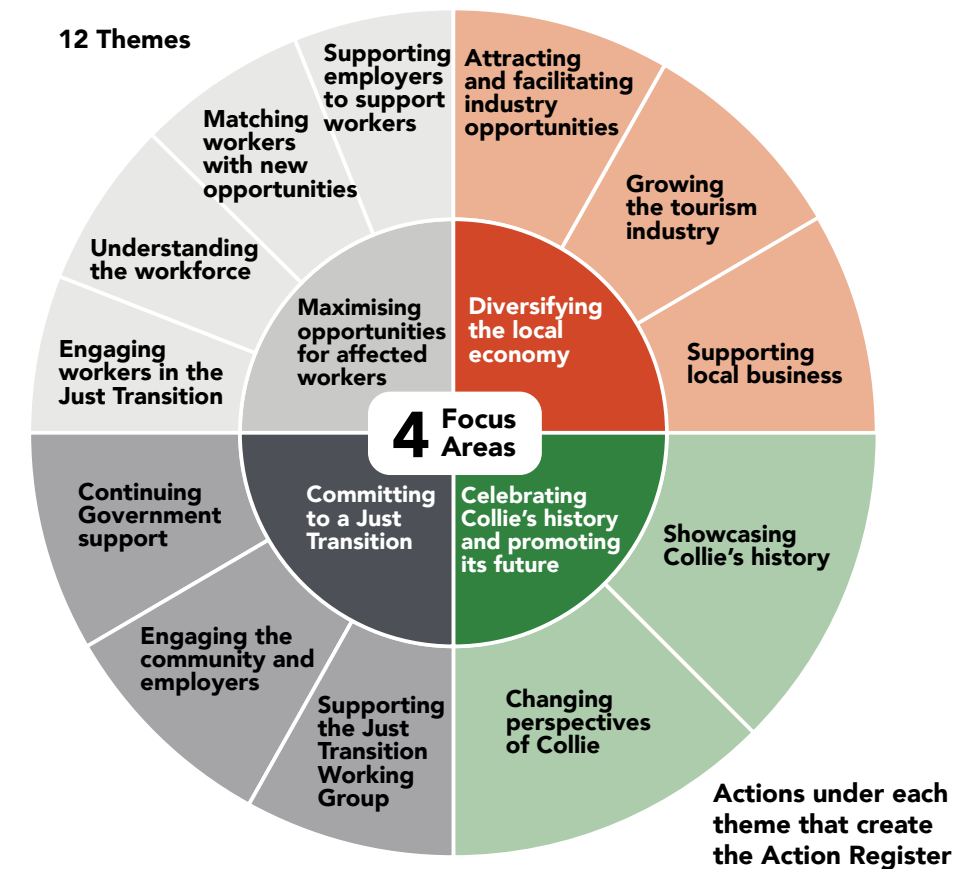 12 Themes
Supporting
employers
to support
workers
Attracting
and facilitating
industry
opportunities
Matching
workers
with new
opportunities
Growing
the tourism
industry
Understanding
the workforce
Engaging
workers in the
Just Transition
Supporting
local business
Maximising
opportunities
for affected
workers
Diversifying
the local
economy
4 Focus
Areas
Committing
to a Just
Transition
Celebrating
Collie’s history
and promoting
its future
Continuing
Government
support
Showcasing
Collie’s history
Engaging the
community and
employers
Supporting
the Just
Transition
Working
Group
Changing
perspectives
of Collie
Actions under each
theme that create
the Action Register